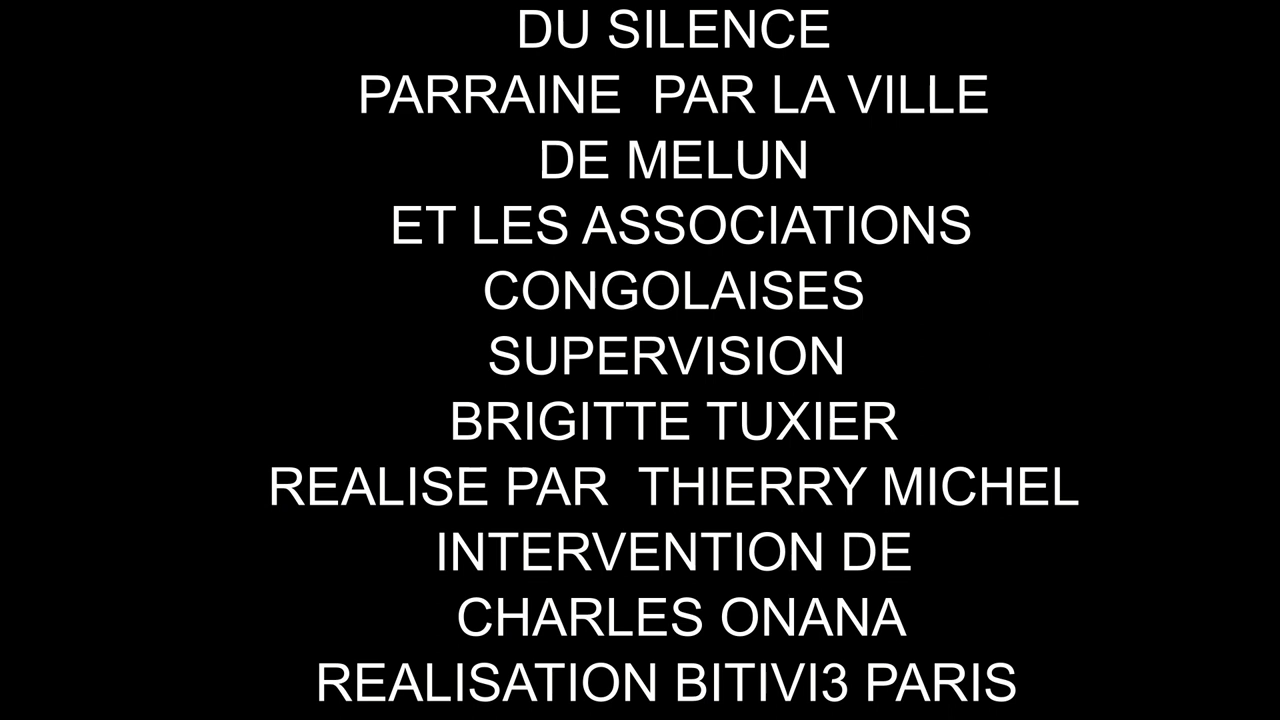 DU SILENCE
PARRAINE  PAR LA VILLE
DE MELUN
ET LES ASSOCIATIONS
CONGOLAISES
SUPERVISION
BRIGITTE TUXIER
REALISE PAR  THIERRY MICHEL
INTERVENTION DE
CHARLES ONANA
REALISATION BITIVI3 PARIS